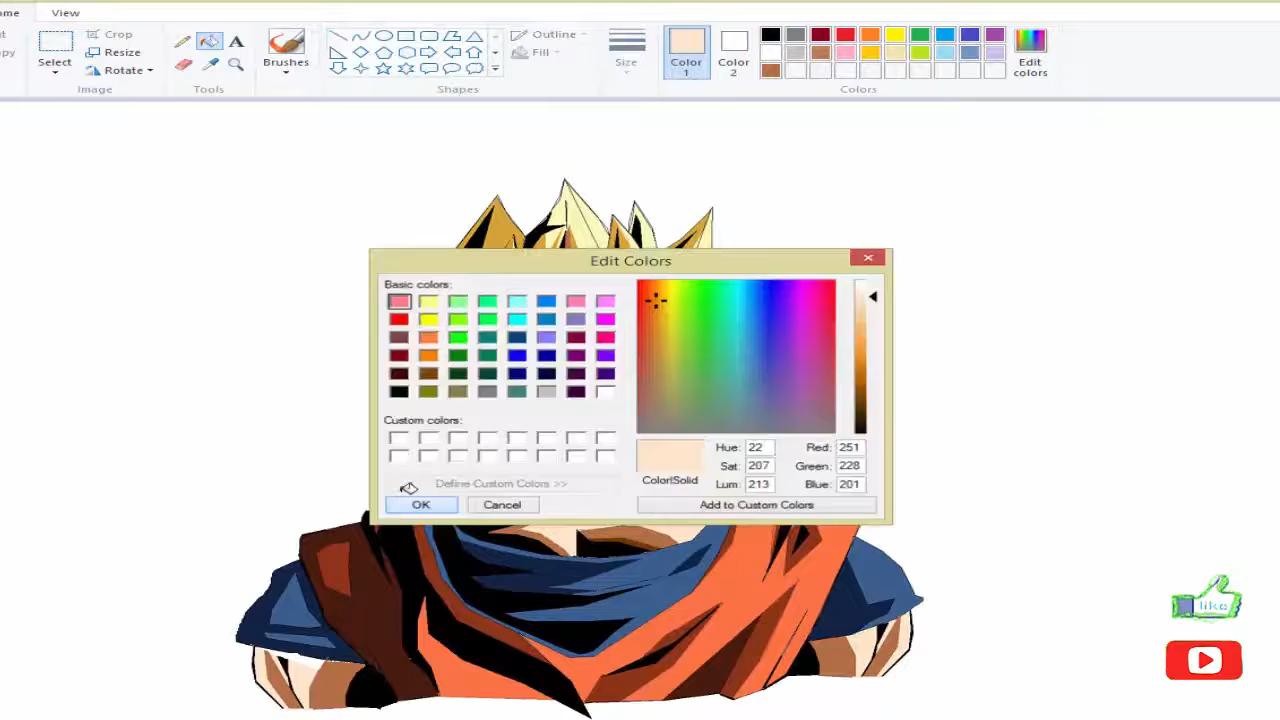 ome View
Crop
Resize
Rotate
Select
Image
A
Tools
Brushes
Outline
Fill
Shapes
Size
Color 1
Color 2
Edit colors
Colors
Edit Colors
Basic colors:
Custom colors:
Define Custom Colors >>
OK Cancel
Color|Solid
Hue: 22 Red: 251
Sat: 207 Green: 228
Lum: 213 Blue: 201
Add to Custom Colors
like